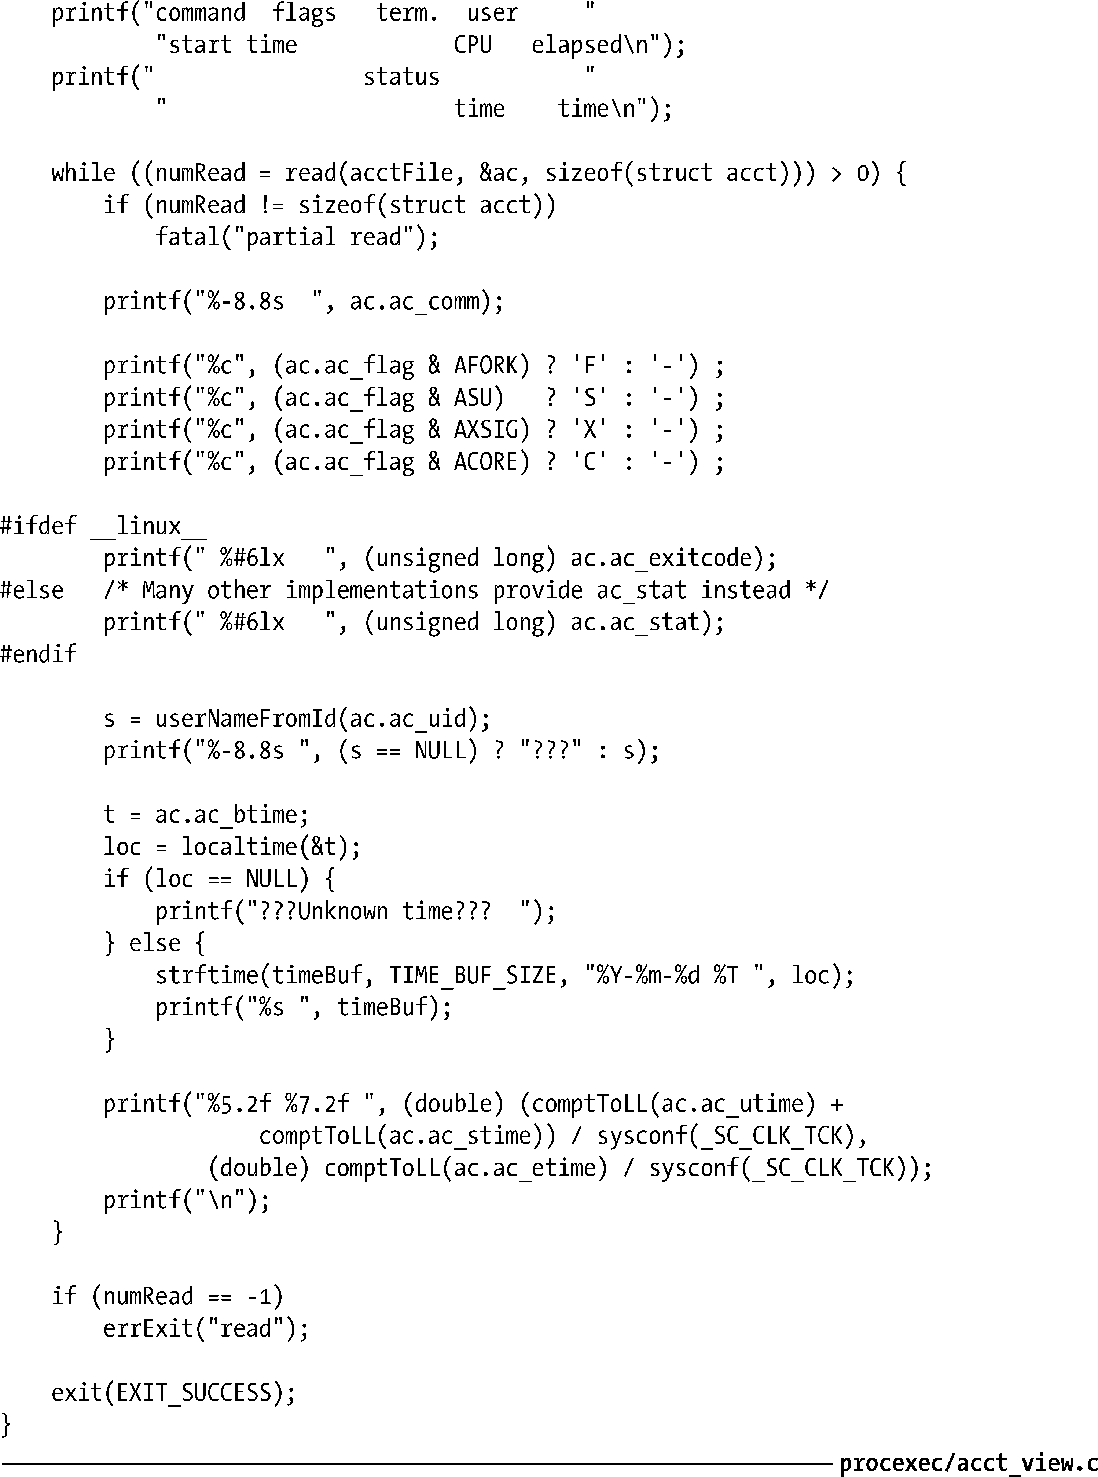 printf("command  flags   term.  user     "
            "start time            CPU   elapsed\n");
    printf("                status           "
            "                      time    time\n");

    while ((numRead = read(acctFile, &ac, sizeof(struct acct))) > 0) {
        if (numRead != sizeof(struct acct))
            fatal("partial read");

        printf("%-8.8s  ", ac.ac_comm);

        printf("%c", (ac.ac_flag & AFORK) ? 'F' : '-') ;
        printf("%c", (ac.ac_flag & ASU)   ? 'S' : '-') ;
        printf("%c", (ac.ac_flag & AXSIG) ? 'X' : '-') ;
        printf("%c", (ac.ac_flag & ACORE) ? 'C' : '-') ;

#ifdef __linux__
        printf(" %#6lx   ", (unsigned long) ac.ac_exitcode);
#else   /* Many other implementations provide ac_stat instead */
        printf(" %#6lx   ", (unsigned long) ac.ac_stat);
#endif

        s = userNameFromId(ac.ac_uid);
        printf("%-8.8s ", (s == NULL) ? "???" : s);

        t = ac.ac_btime;
        loc = localtime(&t);
        if (loc == NULL) {
            printf("???Unknown time???  ");
        } else {
            strftime(timeBuf, TIME_BUF_SIZE, "%Y-%m-%d %T ", loc);
            printf("%s ", timeBuf);
        }

        printf("%5.2f %7.2f ", (double) (comptToLL(ac.ac_utime) +
                    comptToLL(ac.ac_stime)) / sysconf(_SC_CLK_TCK),
                (double) comptToLL(ac.ac_etime) / sysconf(_SC_CLK_TCK));
        printf("\n");
    }

    if (numRead == -1)
        errExit("read");

    exit(EXIT_SUCCESS);
}
procexec/acct_view.c